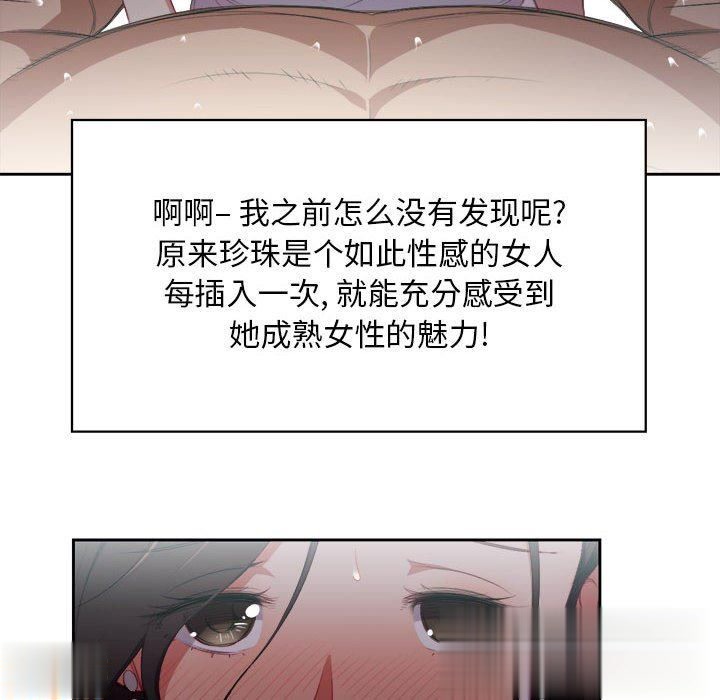 啊啊– 我之前怎么没有发现呢?
原来珍珠是个如此性感的女人
每插入一次, 就能充分感受到
她成熟女性的魅力!